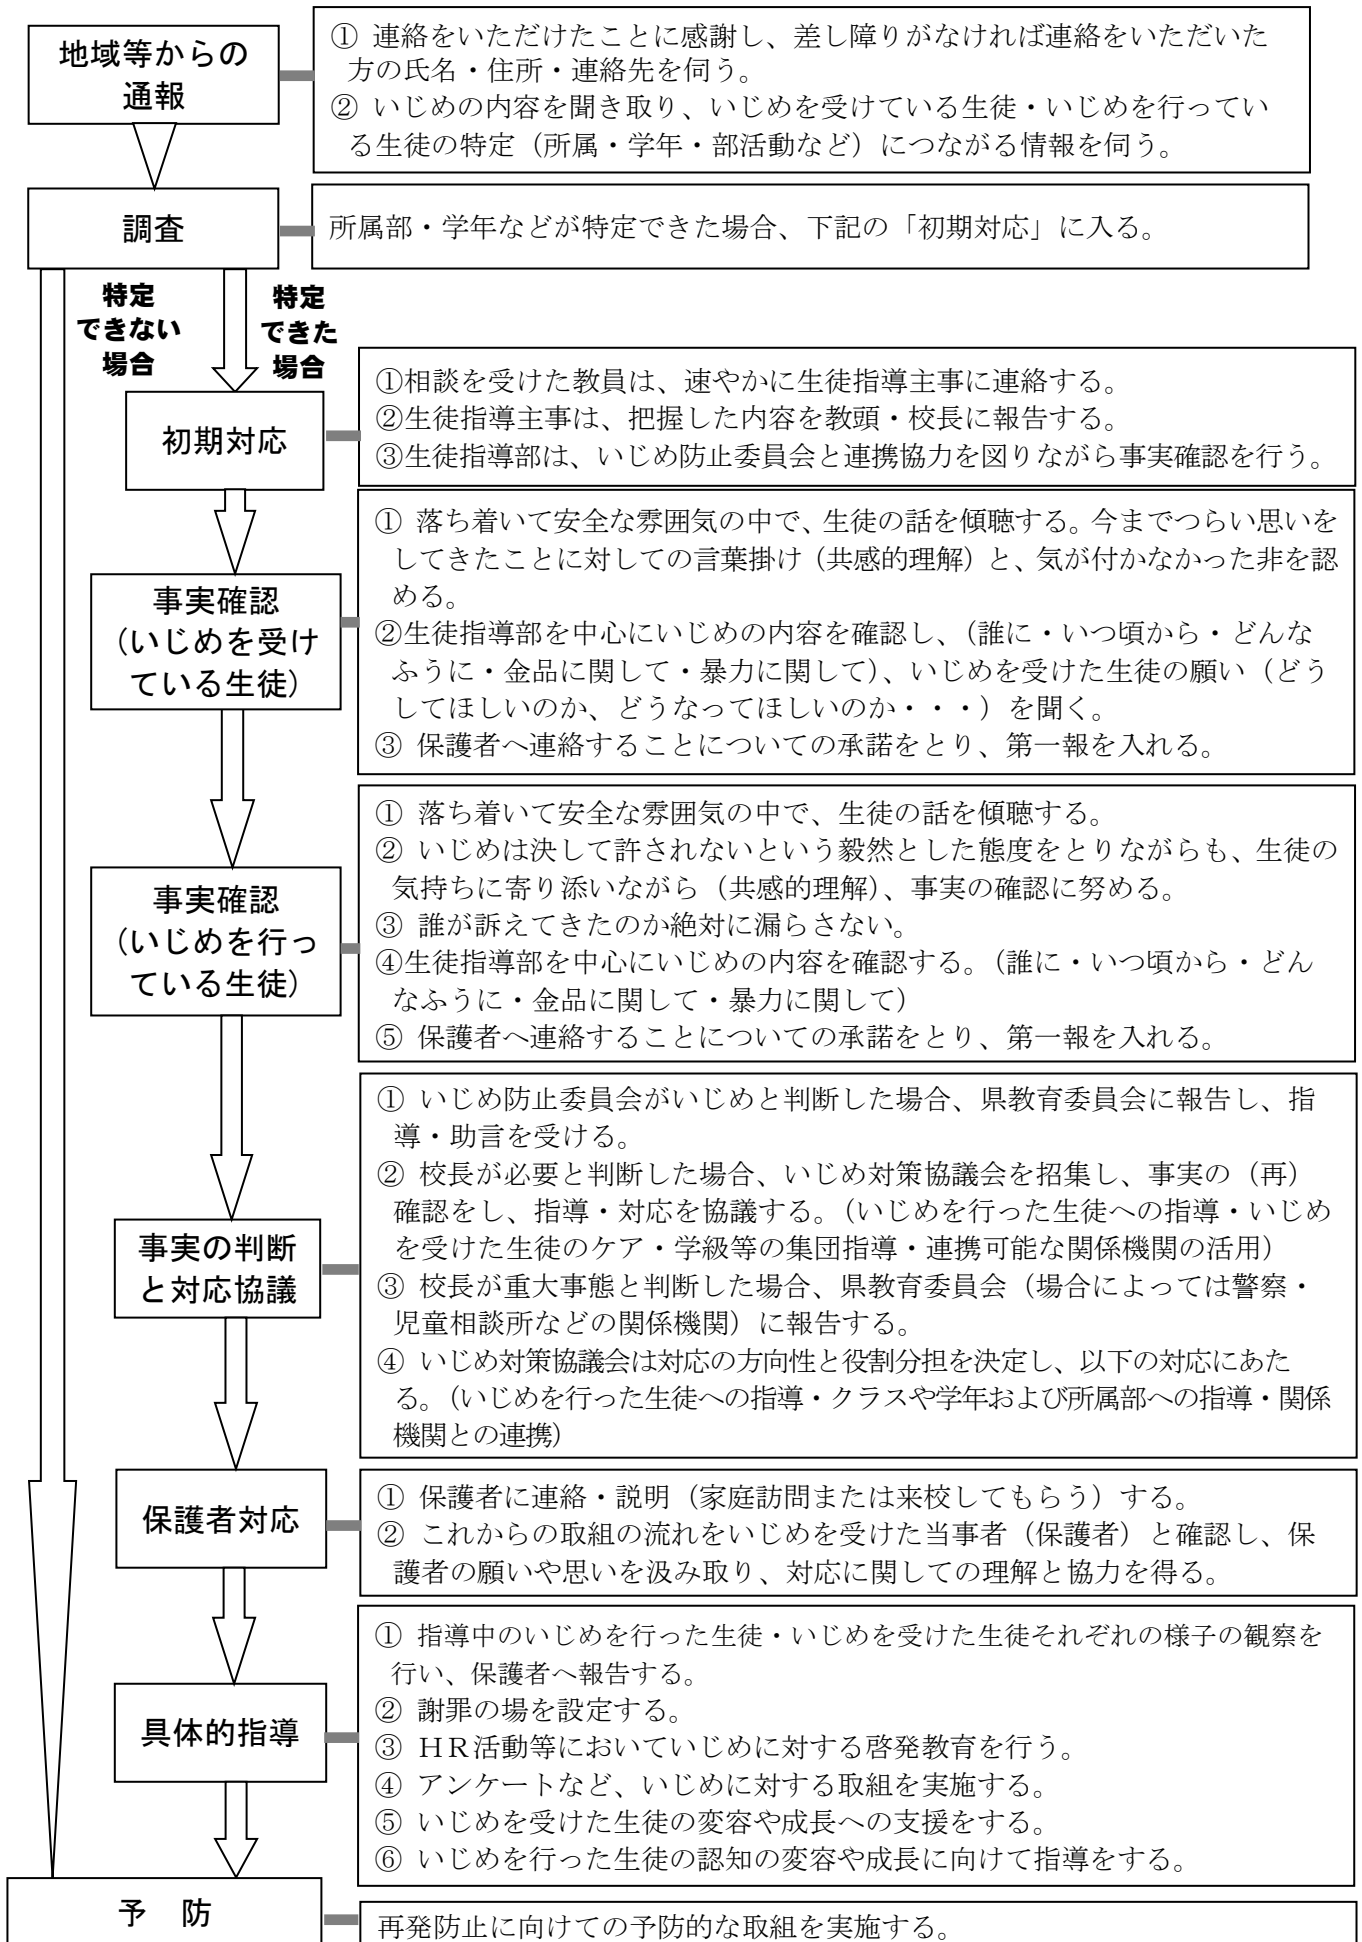 地域等からの
通報
① 連絡をいただけたことに感謝し、差し障りがなければ連絡をいただいた
方の氏名・住所・連絡先を伺う。
② いじめの内容を聞き取り、いじめを受けている生徒・いじめを行ってい
る生徒の特定（所属・学年・部活動など）につながる情報を伺う。
調査
所属部・学年などが特定できた場合、下記の「初期対応」に入る。
特定
できない
場合
特定
できた
場合
初期対応
①相談を受けた教員は、速やかに生徒指導主事に連絡する。
②生徒指導主事は、把握した内容を教頭・校長に報告する。
③生徒指導部は、いじめ防止委員会と連携協力を図りながら事実確認を行う。
事実確認
（いじめを受け
ている生徒）
① 落ち着いて安全な雰囲気の中で、生徒の話を傾聴する。今までつらい思いを
してきたことに対しての言葉掛け（共感的理解）と、気が付かなかった非を認
める。
②生徒指導部を中心にいじめの内容を確認し、（誰に・いつ頃から・どんな
ふうに・金品に関して・暴力に関して）、いじめを受けた生徒の願い（どう
してほしいのか、どうなってほしいのか・・・）を聞く。
③ 保護者へ連絡することについての承諾をとり、第一報を入れる。
事実確認
（いじめを行っ
ている生徒）
① 落ち着いて安全な雰囲気の中で、生徒の話を傾聴する。
② いじめは決して許されないという毅然とした態度をとりながらも、生徒の
気持ちに寄り添いながら（共感的理解）、事実の確認に努める。
③ 誰が訴えてきたのか絶対に漏らさない。
④生徒指導部を中心にいじめの内容を確認する。（誰に・いつ頃から・どん
なふうに・金品に関して・暴力に関して）
⑤ 保護者へ連絡することについての承諾をとり、第一報を入れる。
事実の判断
と対応協議
① いじめ防止委員会がいじめと判断した場合、県教育委員会に報告し、指
導・助言を受ける。
② 校長が必要と判断した場合、いじめ対策協議会を招集し、事実の（再）
確認をし、指導・対応を協議する。（いじめを行った生徒への指導・いじめ
を受けた生徒のケア・学級等の集団指導・連携可能な関係機関の活用）
③ 校長が重大事態と判断した場合、県教育委員会（場合によっては警察・
児童相談所などの関係機関）に報告する。
④ いじめ対策協議会は対応の方向性と役割分担を決定し、以下の対応にあた
る。（いじめを行った生徒への指導・クラスや学年および所属部への指導・関係
機関との連携）
保護者対応
① 保護者に連絡・説明（家庭訪問または来校してもらう）する。
② これからの取組の流れをいじめを受けた当事者（保護者）と確認し、保
護者の願いや思いを汲み取り、対応に関しての理解と協力を得る。
具体的指導
① 指導中のいじめを行った生徒・いじめを受けた生徒それぞれの様子の観察を
行い、保護者へ報告する。
② 謝罪の場を設定する。
③ ＨＲ活動等においていじめに対する啓発教育を行う。
④ アンケートなど、いじめに対する取組を実施する。
⑤ いじめを受けた生徒の変容や成長への支援をする。
⑥ いじめを行った生徒の認知の変容や成長に向けて指導をする。
予　防
再発防止に向けての予防的な取組を実施する。